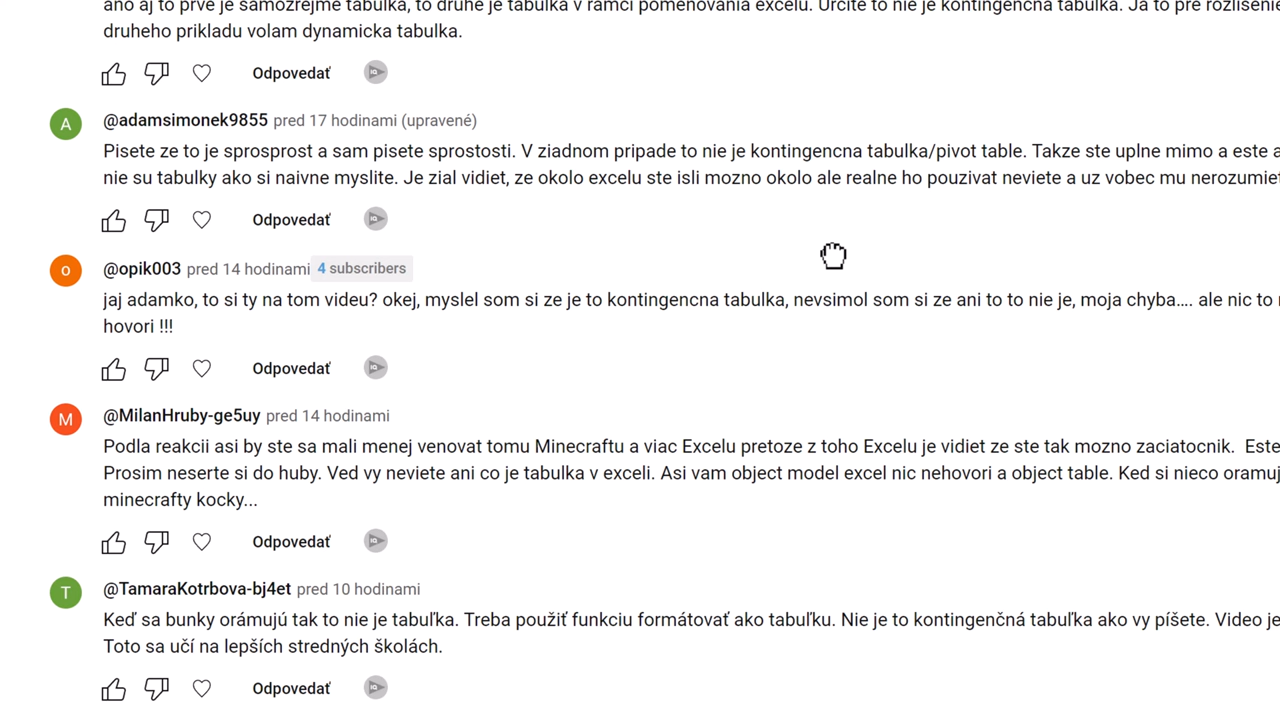 ano aj to prve je samozrejme tabulka, to druhe je tabulka v ramci pomenovania excelu. Urcite to nie je kontingencna tabulka. Ja to pre rozlisenie
druheho prikladu volam dynamicka tabulka.
Odpovedať
A
@adamsimonek9855 pred 17 hodinami (upravené)
Pisete ze to je sprosprost a sam pisete sprostosti. V ziadnom pripade to nie je kontingencna tabulka/pivot table. Takze ste uplne mimo a este a
nie su tabulky ako si naivne myslite. Je zial vidiet, ze okolo excelu ste isli mozno okolo ale realne ho pouzivat neviete a uz vobec mu nerozumiet
Odpovedať
o
@opik003 pred 14 hodinami 4 subscribers
jaj adamko, to si ty na tom videu? okej, myslel som si ze je to kontingencna tabulka, nevsimol som si ze ani to to nie je, moja chyba.... ale nic to
hovori !!!
Odpovedať
M
@MilanHruby-ge5uy pred 14 hodinami
Podla reakcii asi by ste sa mali menej venovat tomu Minecraftu a viac Excelu pretoze z toho Excelu je vidiet ze ste tak mozno zaciatocnik. Este
Prosim neserte si do huby. Ved vy neviete ani co je tabulka v exceli. Asi vam object model excel nic nehovori a object table. Ked si nieco oramuj
minecrafty kocky...
Odpovedať
T
@TamaraKotrbova-bj4et pred 10 hodinami
Keď sa bunky orámujú tak to nie je tabuľka. Treba použiť funkciu formátovať ako tabuľku. Nie je to kontingenčná tabuľka ako vy píšete. Video je
Toto sa učí na lepších stredných školách.
Odpovedať